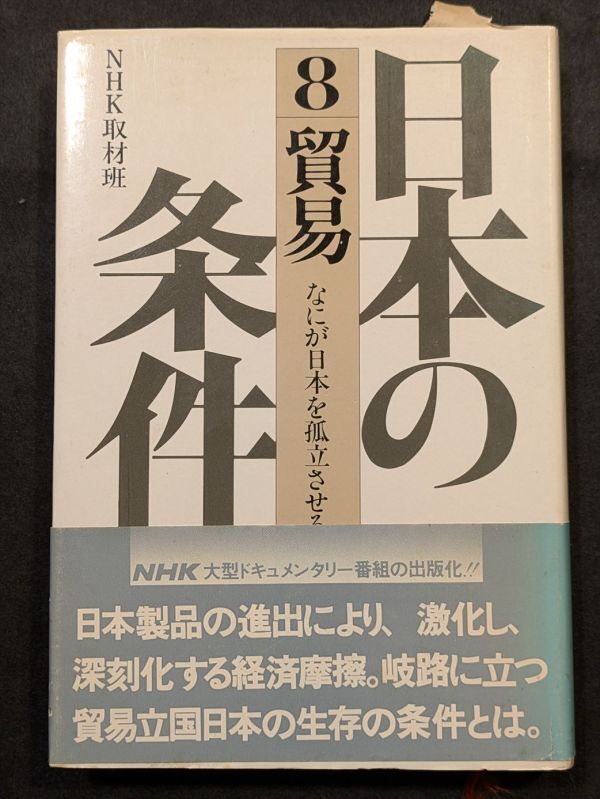 日本の
条件
8 貿易
なにが日本を孤立させる
NHK取材班
NHK 大型ドキュメンタリー番組の出版化!!
日本製品の進出により、激化し、
深刻化する経済摩擦。岐路に立つ
貿易立国日本の生存の条件とは。